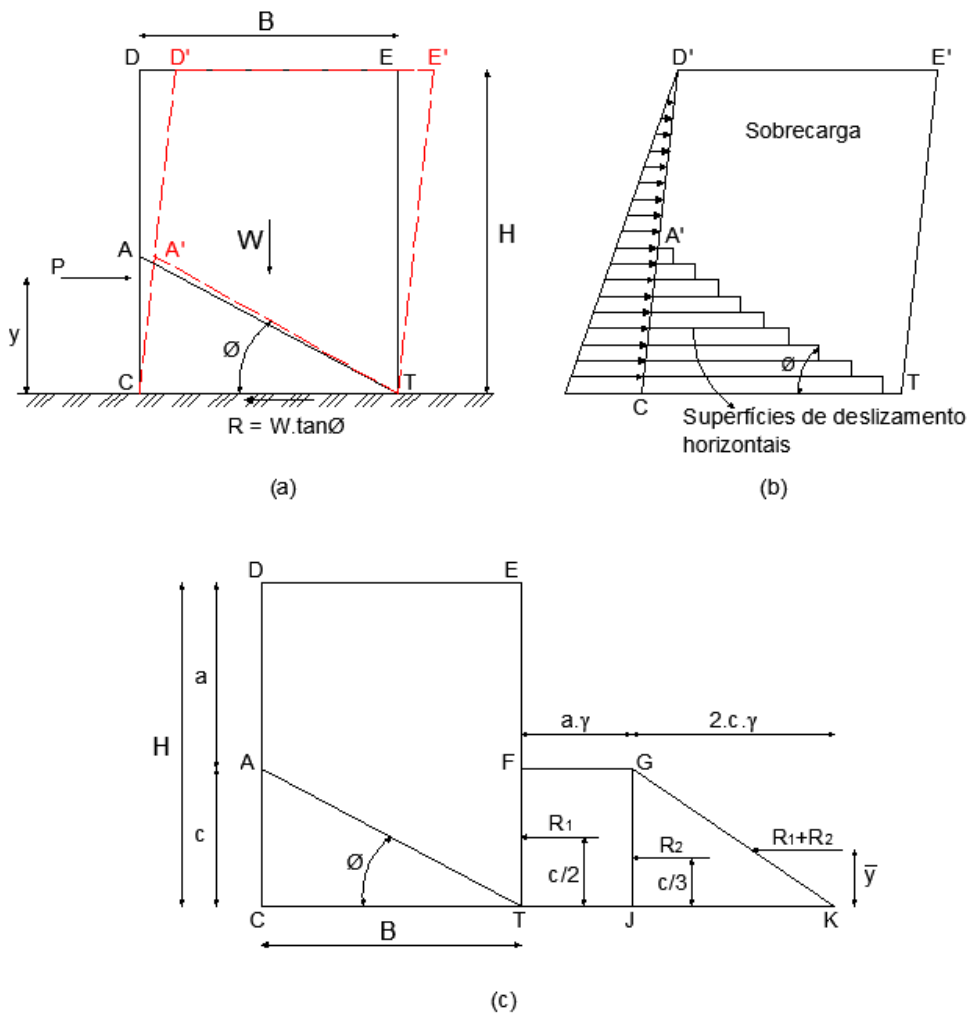 B
D
D'
E
E'
A
A'
W
H
P
y
Ø
C
T
R = W.tanØ
(a)
D'
E'
Sobrecarga
A'
Ø
C
T
Superfícies de deslizamento
horizontais
(b)
D
E
a
a.γ
2.c.γ
H
A
F
G
c
R₁
R₁+R₂
Ø
R₂
c/2
c/3
y̅
C
T
J
K
B
(c)